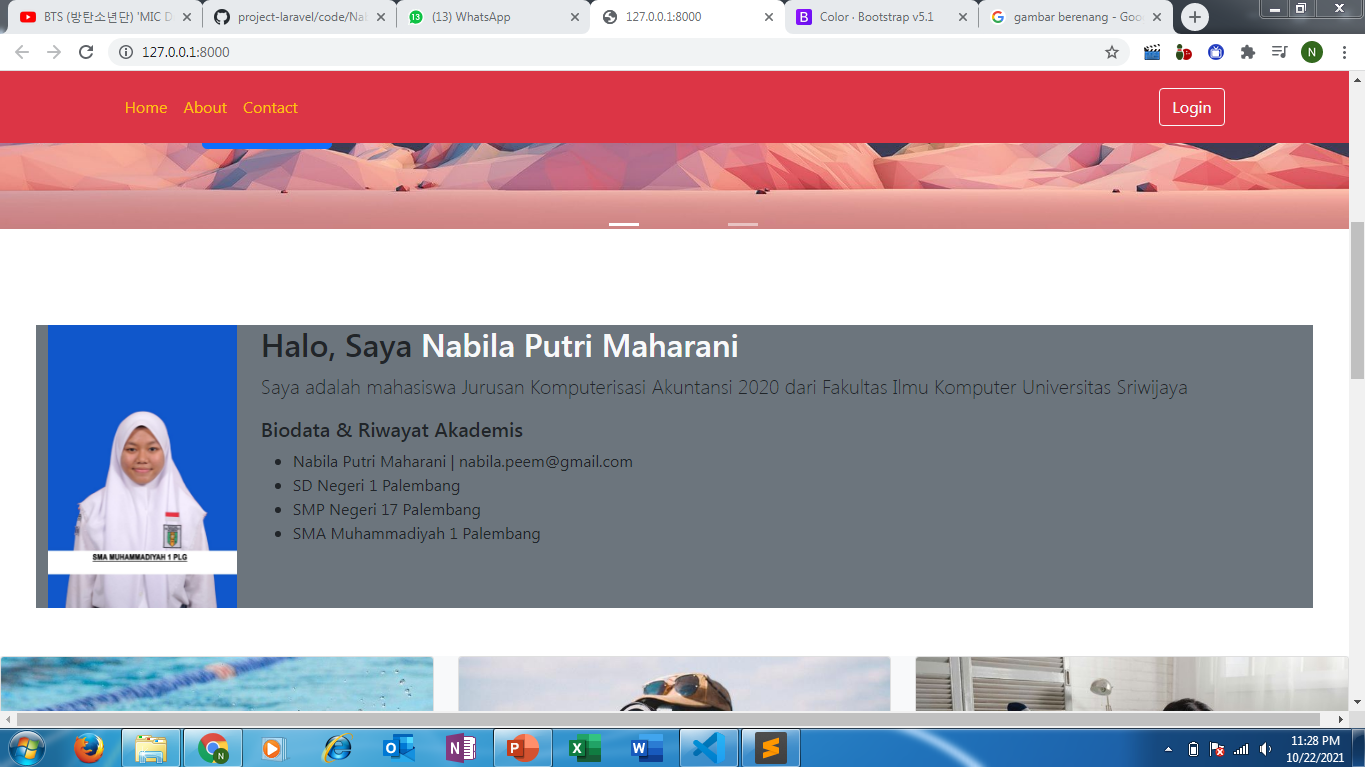 BTS (방탄소년단) 'MIC D
project-laravel/code/Nab
(13) WhatsApp
127.0.0.1:8000
Color · Bootstrap v5.1
gambar berenang - Goo
127.0.0.1:8000
N
Home About Contact
Login
Halo, Saya Nabila Putri Maharani
Saya adalah mahasiswa Jurusan Komputerisasi Akuntansi 2020 dari Fakultas Ilmu Komputer Universitas Sriwijaya
Biodata & Riwayat Akademis
Nabila Putri Maharani | nabila.peem@gmail.com
SD Negeri 1 Palembang
SMP Negeri 17 Palembang
SMA Muhammadiyah 1 Palembang
SMA MUHAMMADIYAH 1 PLG
11:28 PM
10/22/2021